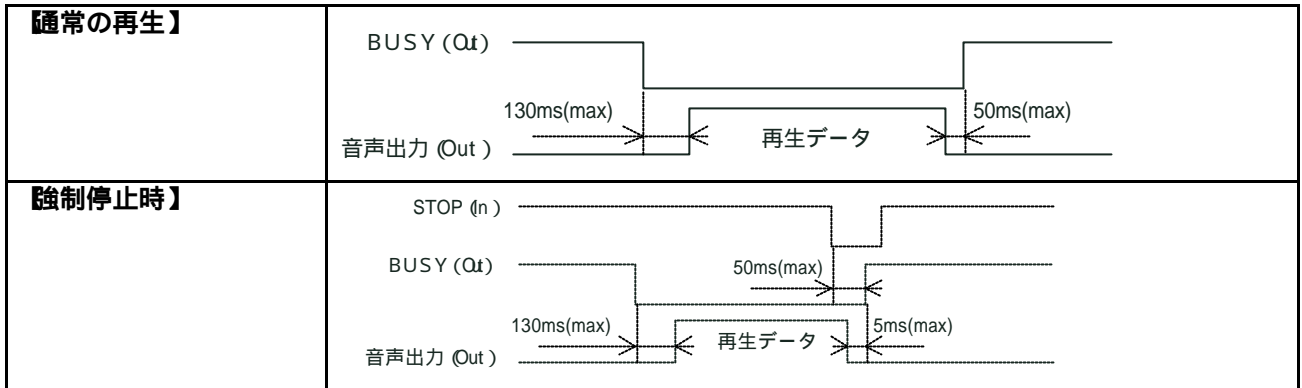 【通常の再生】
BUSY (Out)
130ms(max)
50ms(max)
再生データ
音声出力 (Out )
【強制停止時】
STOP (In )
BUSY (Out)
50ms(max)
130ms(max)
5ms(max)
再生データ
音声出力 (Out )